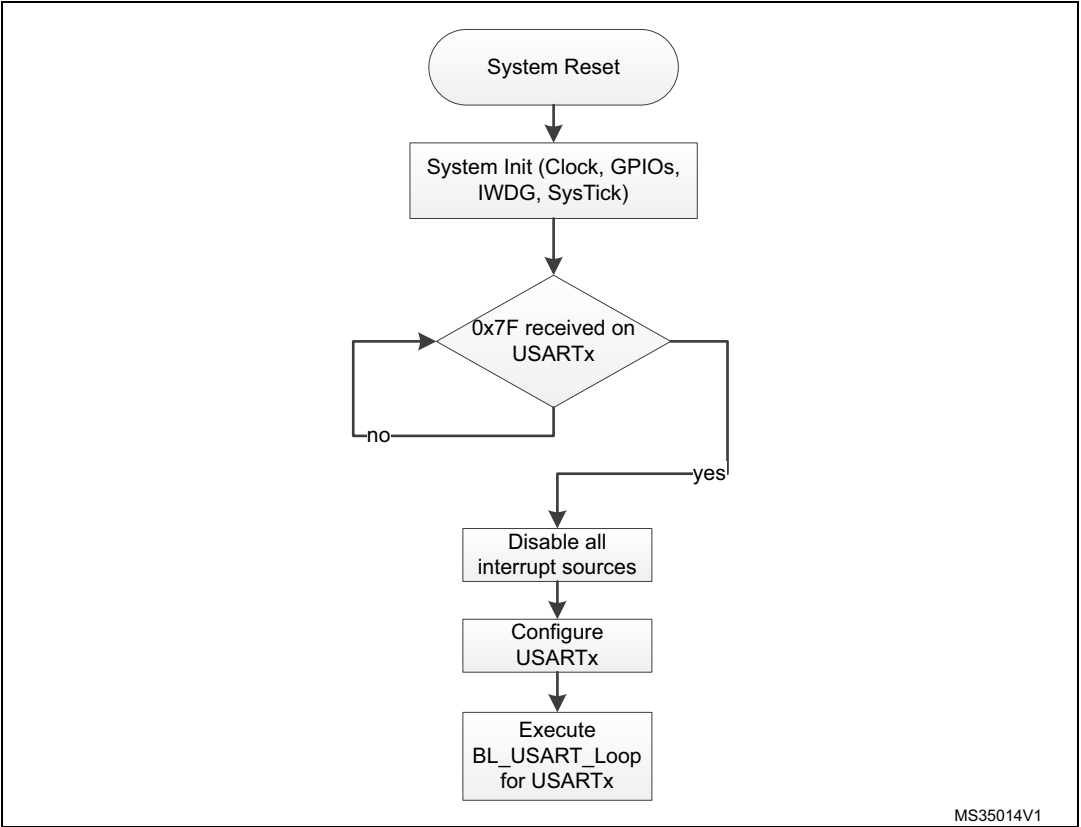 System Reset
System Init (Clock, GPIOs,
IWDG, SysTick)
0x7F received on
USARTx
no
yes
Disable all
interrupt sources
Configure
USARTx
Execute
BL_USART_Loop
for USARTx
MS35014V1